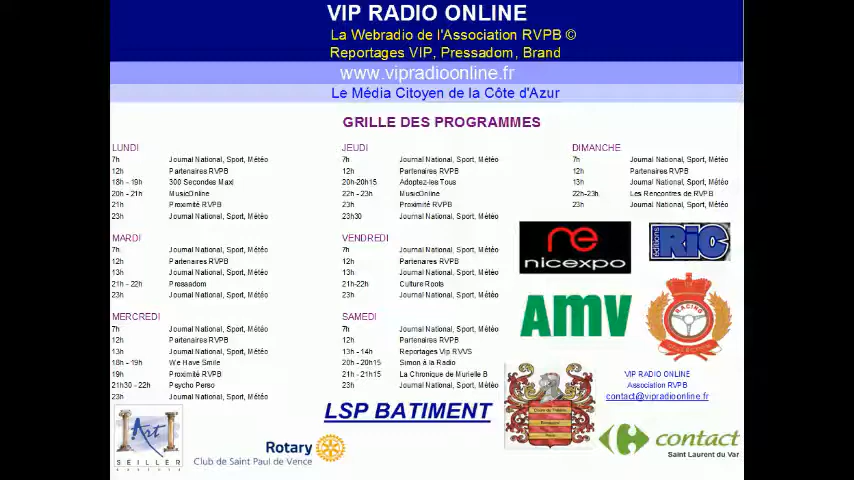 VIP RADIO ONLINE
La Webradio de l'Association RVPB ©
Reportages VIP, Pressadom, Brand
www.vipradioonline.fr
Le Média Citoyen de la Côte d'Azur
GRILLE DES PROGRAMMES
LUNDI
7h Journal National, Sport, Météo
12h Partenaires RVPB
18h - 19h 300 Secondes Maxi
20h - 21h MusicOnline
21h Proximité RVPB
23h Journal National, Sport, Météo
MARDI
7h Journal National, Sport, Météo
12h Partenaires RVPB
13h Journal National, Sport, Météo
21h - 22h Pressadom
23h Journal National, Sport, Météo
MERCREDI
7h Journal National, Sport, Météo
12h Partenaires RVPB
13h Journal National, Sport, Météo
18h - 19h We Have Smile
19h Proximité RVPB
21h30 - 22h Psycho Perso
23h Journal National, Sport, Météo
JEUDI
7h Journal National, Sport, Météo
12h Partenaires RVPB
20h-20h15 Adoptez-les Tous
22h - 23h MusicOnline
23h Proximité RVPB
23h30 Journal National, Sport, Météo
VENDREDI
7h Journal National, Sport, Météo
12h Partenaires RVPB
13h Journal National, Sport, Météo
21h-22h Culture Roots
23h Journal National, Sport, Météo
SAMEDI
7h Journal National, Sport, Météo
12h Partenaires RVPB
13h - 14h Reportages Vip RVVS
20h - 20h15 Simon à la Radio
21h - 21h15 La Chronique de Murielle B
23h Journal National, Sport, Météo
DIMANCHE
7h Journal National, Sport, Météo
12h Partenaires RVPB
13h Journal National, Sport, Météo
22h-23h Les Rencontres de RVPB
23h Journal National, Sport, Météo
nicexpo
éditions RIC
AMV
RACING
VIP RADIO ONLINE
Association RVPB
contact@vipradioonline.fr
LSP BATIMENT
Art
SEILLER
Rotary
Club de Saint Paul de Vence
contact
Saint Laurent du Var